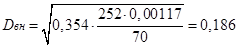 Dвн = √(0,354 · (252 · 0,00117) / 70) = 0,186